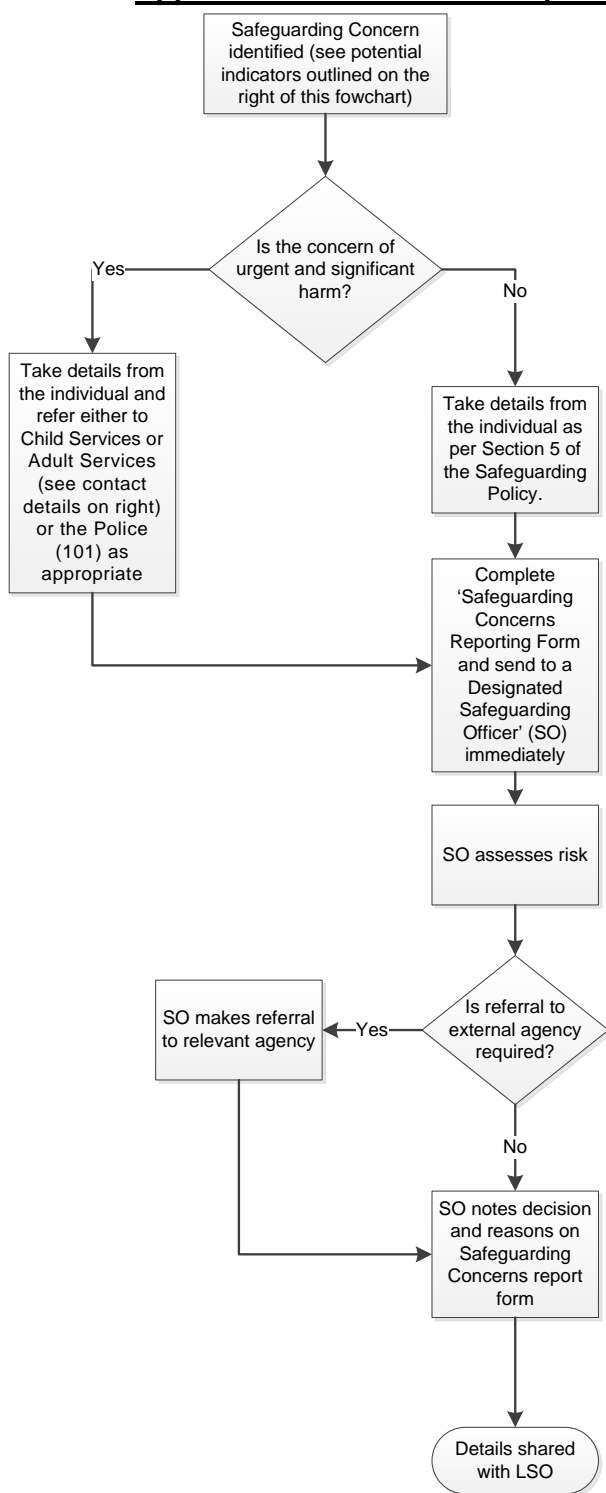 Safeguarding Concern
identified (see potential
indicators outlined on the
right of this fowchart)
Is the concern of
urgent and significant
harm?
Yes
No
Take details from
the individual and
refer either to
Child Services or
Adult Services
(see contact
details on right)
or the Police
(101) as
appropriate
Take details from
the individual as
per Section 5 of
the Safeguarding
Policy.
Complete
‘Safeguarding
Concerns
Reporting Form
and send to a
Designated
Safeguarding
Officer’ (SO)
immediately
SO assesses risk
Is referral to
external agency
required?
Yes
SO makes referral
to relevant agency
No
SO notes decision
and reasons on
Safeguarding
Concerns report
form
Details shared
with LSO